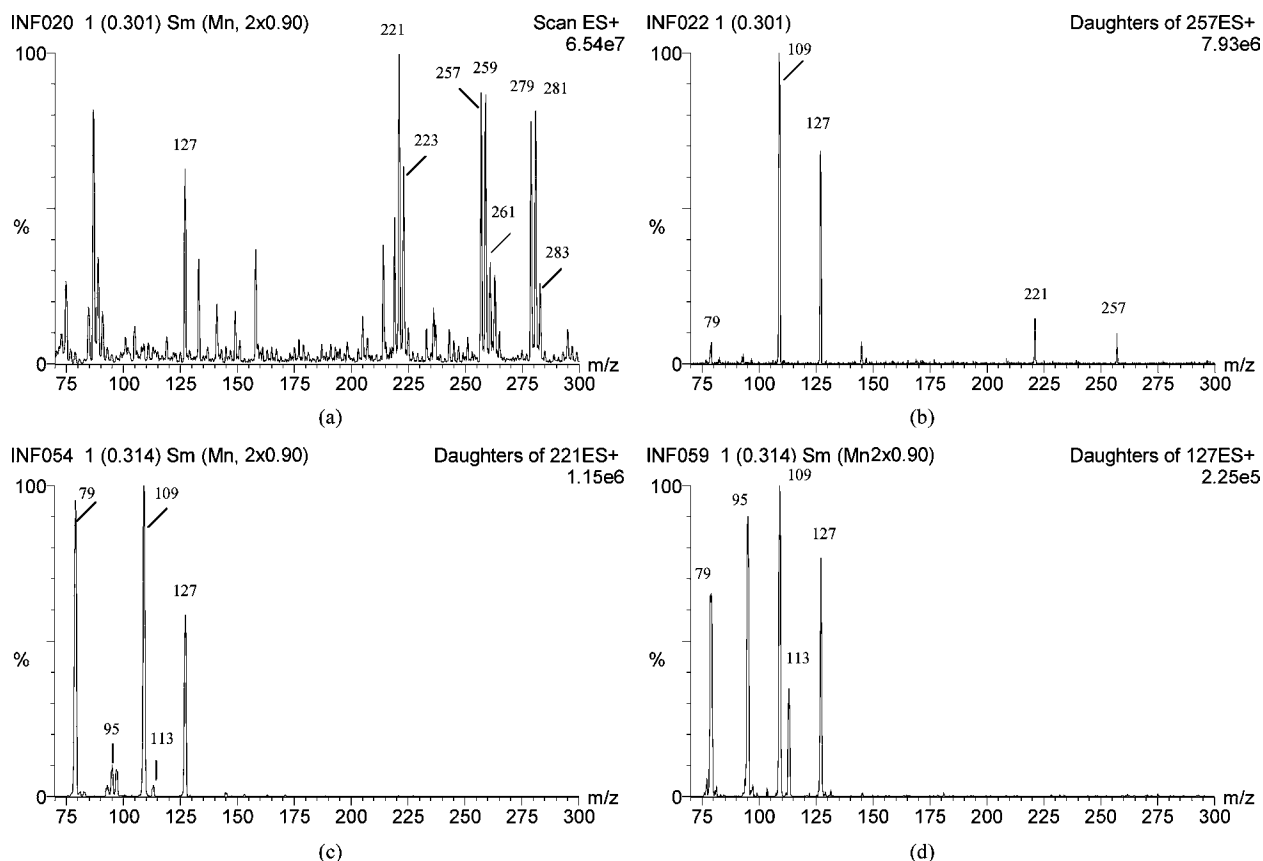 INF020 1 (0.301) Sm (Mn, 2x0.90)
Scan ES+
6.54e7
100
%
0
127
221
223
257
259
261
279
281
283
75 100 125 150 175 200 225 250 275 300 m/z
(a)
INF022 1 (0.301)
Daughters of 257ES+
7.93e6
100
%
0
79
109
127
221
257
75 100 125 150 175 200 225 250 275 300 m/z
(b)
INF054 1 (0.314) Sm (Mn, 2x0.90)
Daughters of 221ES+
1.15e6
100
%
0
79
95
109
113
127
75 100 125 150 175 200 225 250 275 300 m/z
(c)
INF059 1 (0.314) Sm (Mn2x0.90)
Daughters of 127ES+
2.25e5
100
%
0
79
95
109
113
127
75 100 125 150 175 200 225 250 275 300 m/z
(d)